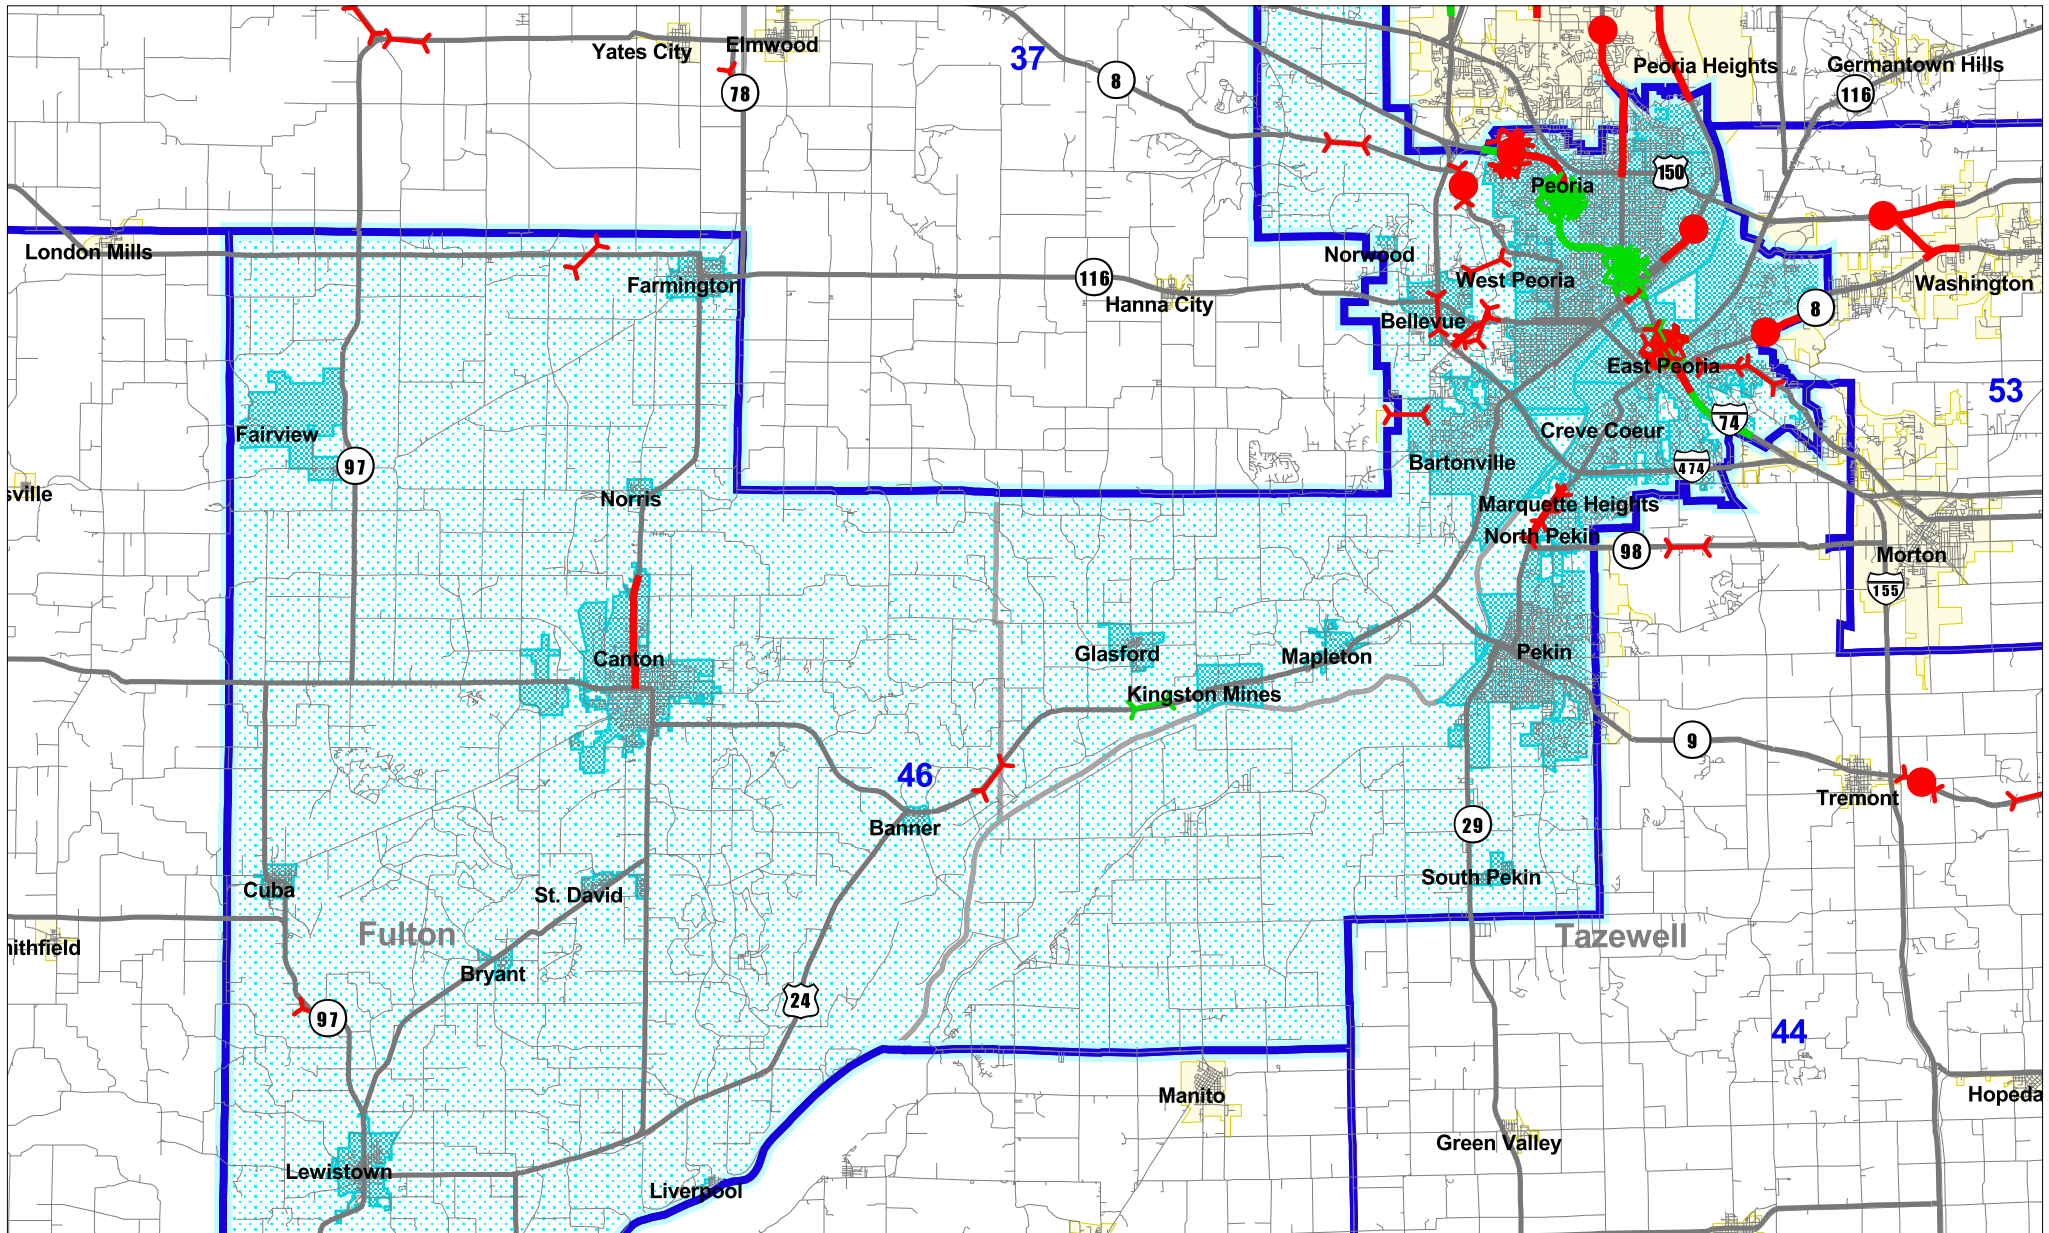 Yates City
Elmwood
37
8
78
Peoria Heights
Germantown Hills
116
150
Peoria
London Mills
Farmington
116
Hanna City
Norwood
West Peoria
Washington
8
Bellevue
East Peoria
53
Fairview
97
Creve Coeur
74
Bartonville
474
sville
Norris
Marquette Heights
North Pekin
98
Morton
155
Canton
Glasford
Mapleton
Pekin
Kingston Mines
9
46
Tremont
Banner
29
Cuba
St. David
South Pekin
Fulton
Tazewell
ithfield
Bryant
24
97
44
Manito
Hopeda
Green Valley
Lewistown
Liverpool